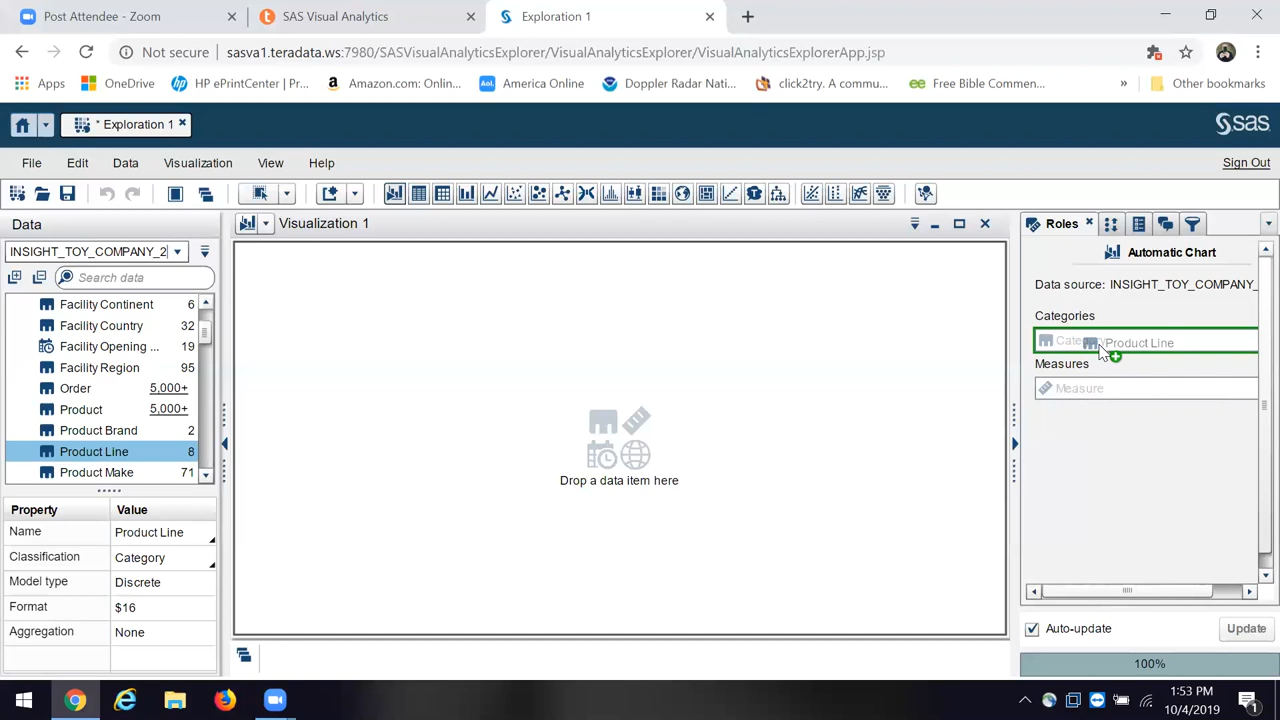 Post Attendee - Zoom
SAS Visual Analytics
Exploration 1
Not secure
sasva1.teradata.ws:7980/SASVisualAnalyticsExplorer/VisualAnalyticsExplorer/VisualAnalyticsExplorerApp.jsp
Apps
OneDrive
HP ePrintCenter | Pr...
Amazon.com: Onlin...
America Online
Doppler Radar Nati...
click2try. A commu...
Free Bible Commen...
»
Other bookmarks
* Exploration 1
sas
File
Edit
Data
Visualization
View
Help
Sign Out
Data
INSIGHT_TOY_COMPANY_2
Search data
Facility Continent 6
Facility Country 32
Facility Opening ... 19
Facility Region 95
Order 5,000+
Product 5,000+
Product Brand 2
Product Line 8
Product Make 71
Property Value
Name Product Line
Classification Category
Model type Discrete
Format $16
Aggregation None
Visualization 1
Drop a data item here
Roles
Automatic Chart
Data source: INSIGHT_TOY_COMPANY_
Categories
Product Line
Measures
Measure
Auto-update
Update
100%
1:53 PM
10/4/2019
1